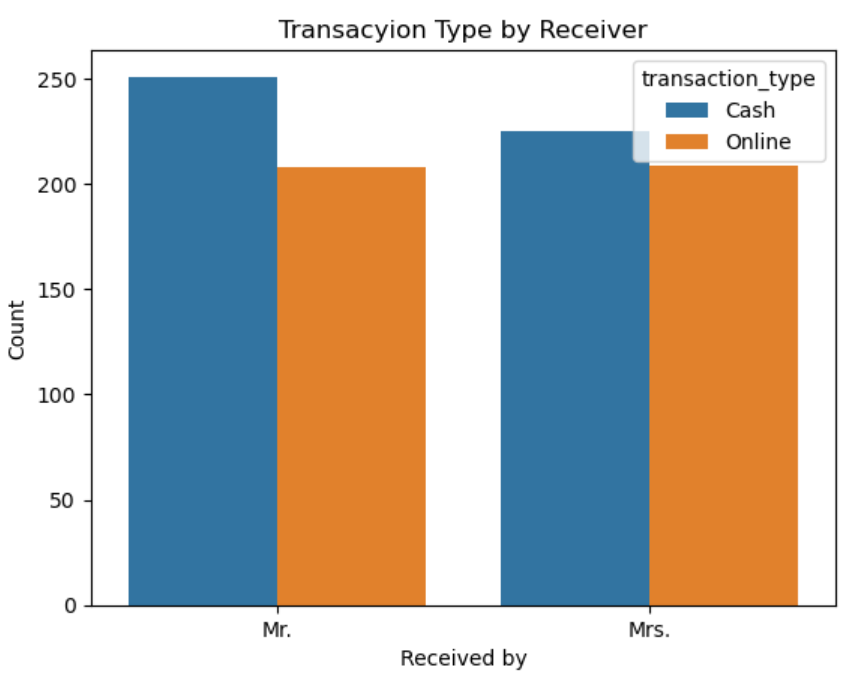 Transacyion Type by Receiver
transaction_type
Cash
Online
250
200
150
100
50
0
Count
Mr.
Mrs.
Received by